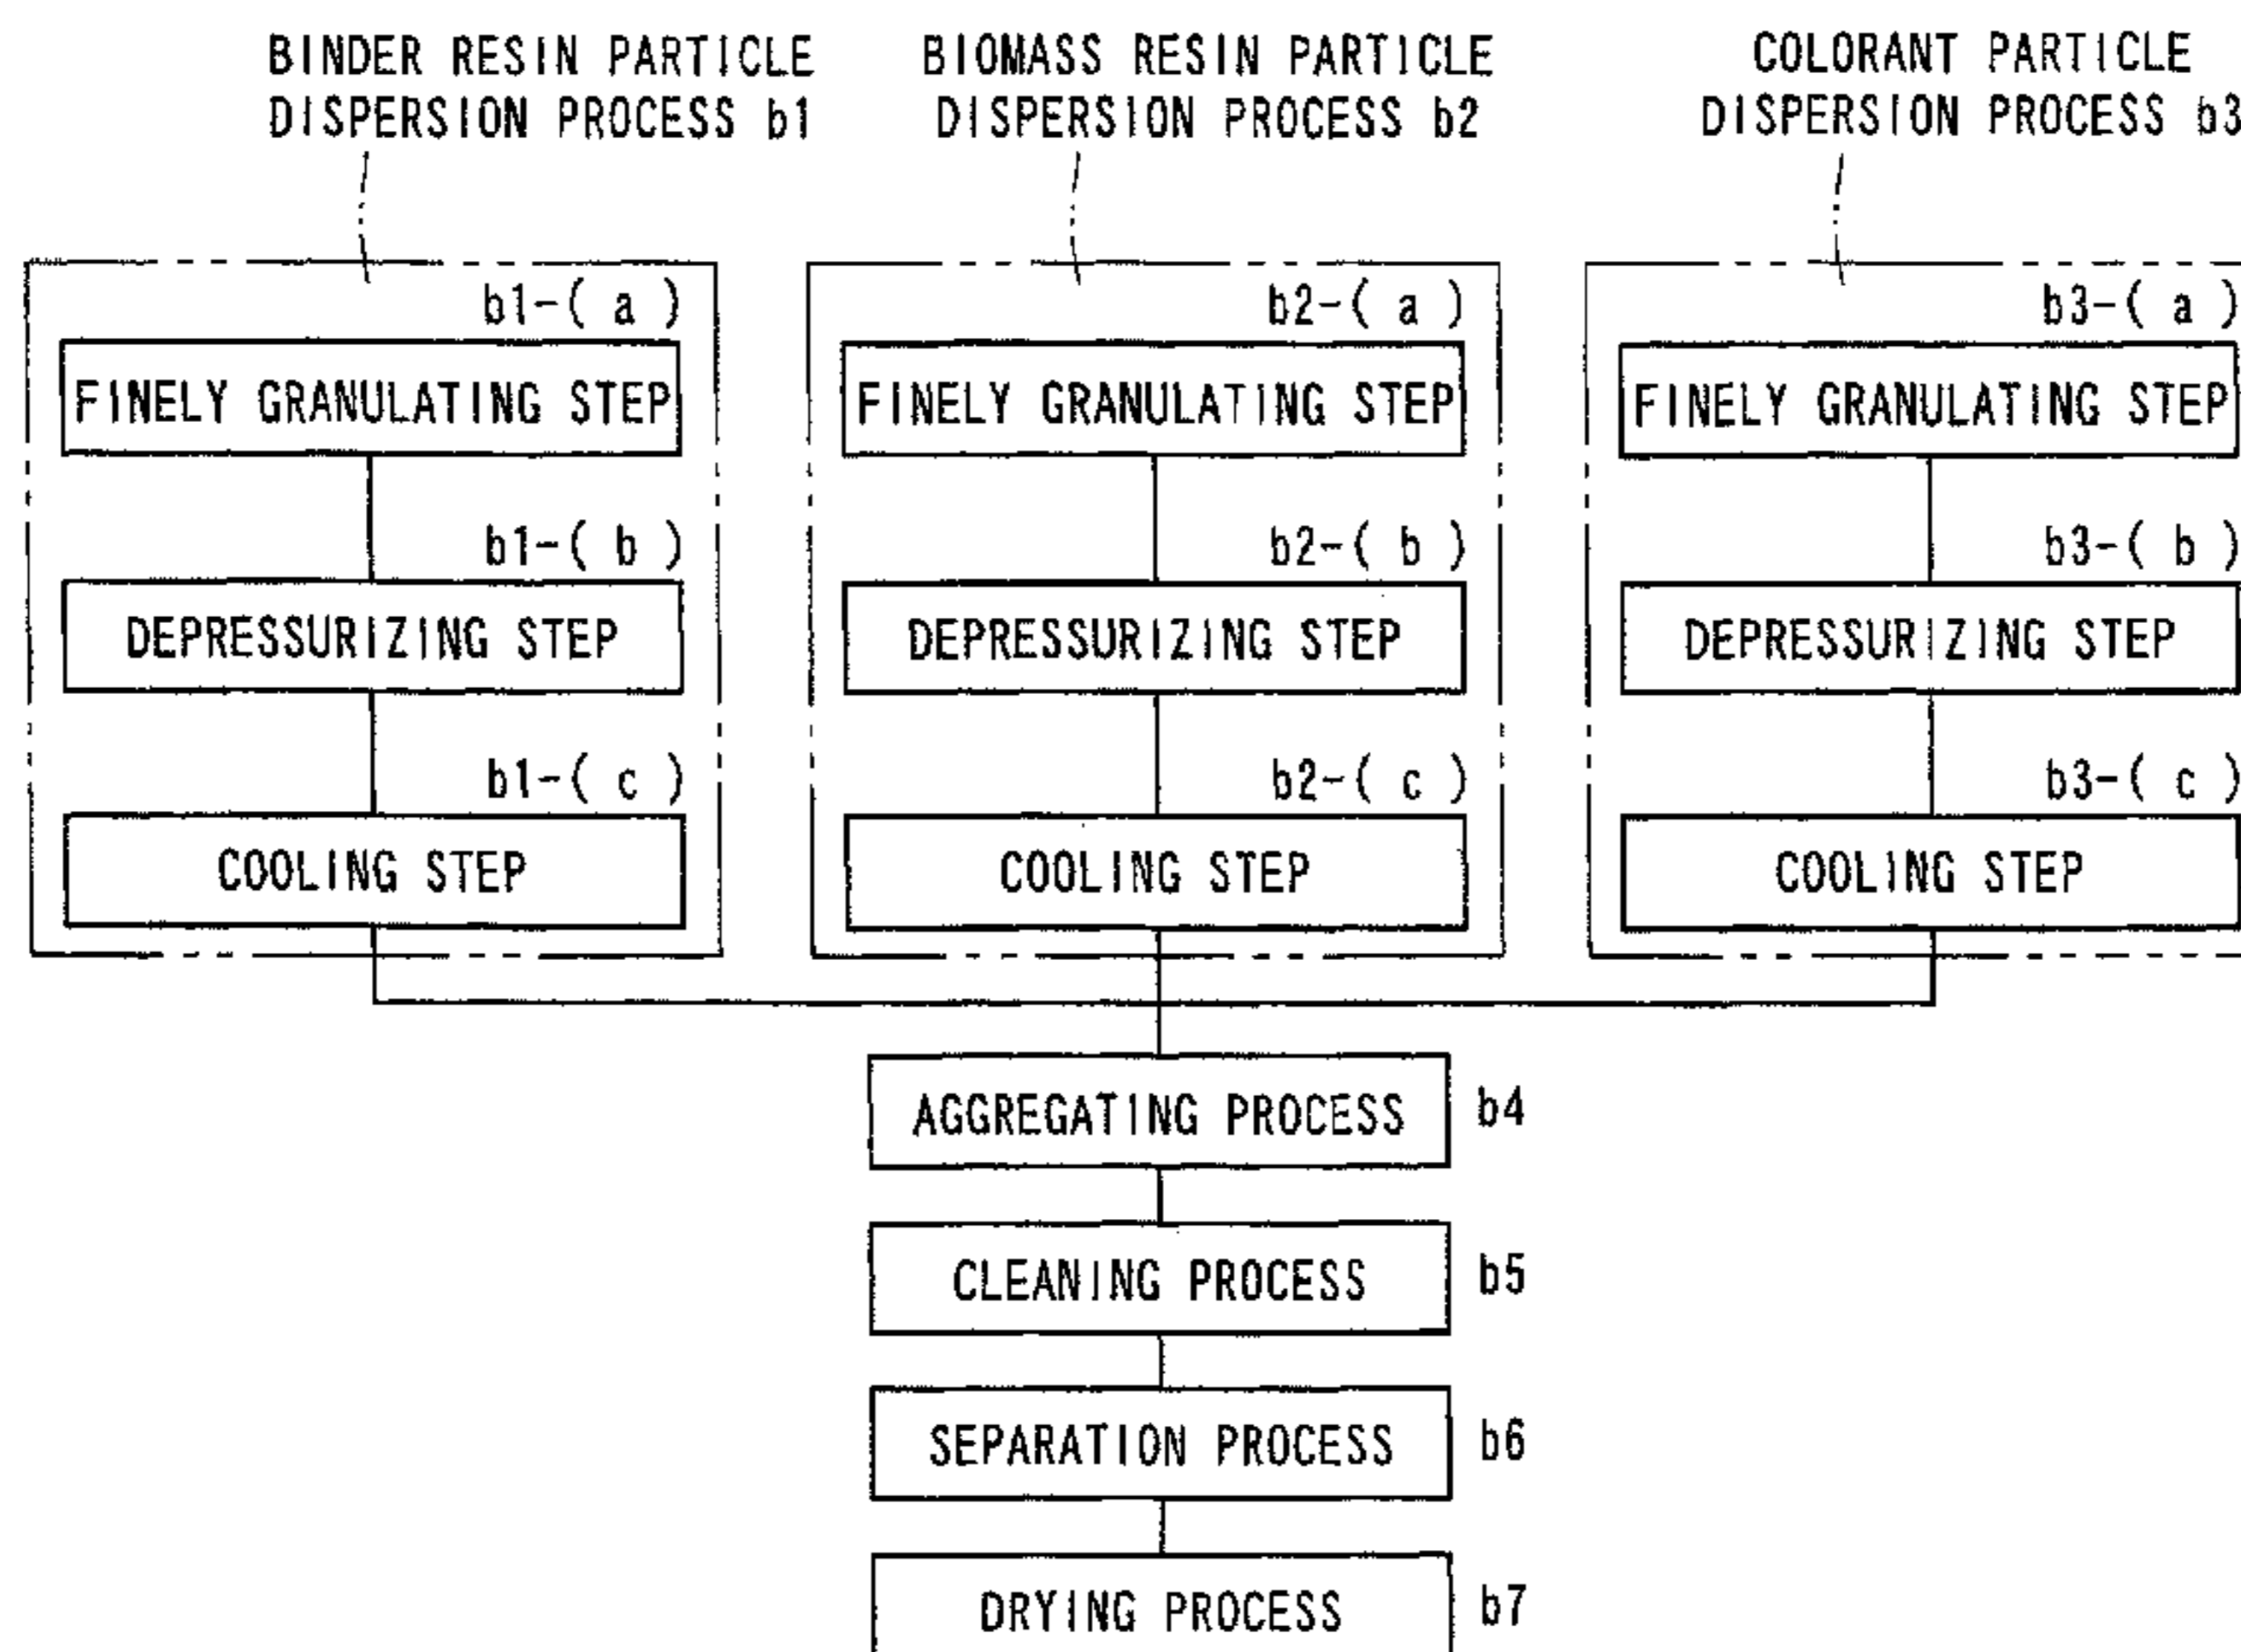 BINDER RESIN PARTICLE
DISPERSION PROCESS b1
BIOMASS RESIN PARTICLE
DISPERSION PROCESS b2
COLORANT PARTICLE
DISPERSION PROCESS b3
b1-( a )
FINELY GRANULATING STEP
b1-( b )
DEPRESSURIZING STEP
b1-( c )
COOLING STEP
b2-( a )
FINELY GRANULATING STEP
b2-( b )
DEPRESSURIZING STEP
b2-( c )
COOLING STEP
b3-( a )
FINELY GRANULATING STEP
b3-( b )
DEPRESSURIZING STEP
b3-( c )
COOLING STEP
AGGREGATING PROCESS b4
CLEANING PROCESS b5
SEPARATION PROCESS b6
DRYING PROCESS b7